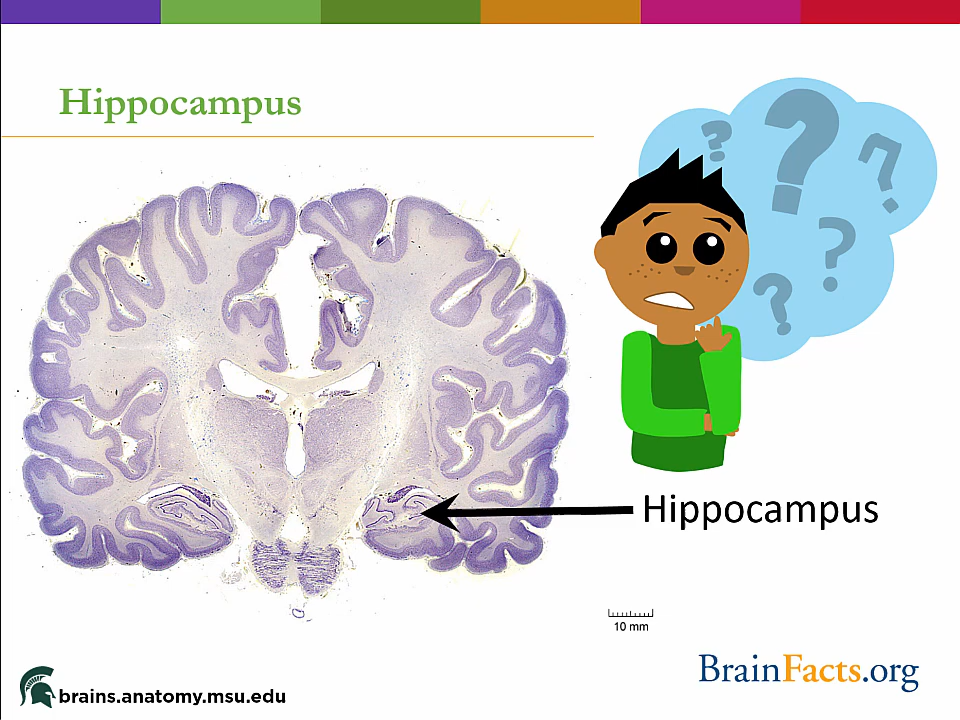 Hippocampus
? ? ? ? ?
Hippocampus
10 mm
brains.anatomy.msu.edu
BrainFacts.org